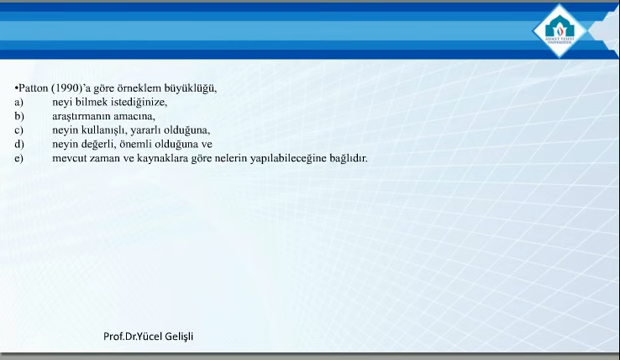 •Patton (1990)'a göre örneklem büyüklüğü,
a) neyi bilmek istediğinize,
b) araştırmanın amacına,
c) neyin kullanışlı, yararlı olduğuna,
d) neyin değerli, önemli olduğuna ve
e) mevcut zaman ve kaynaklara göre nelerin yapılabileceğine bağlıdır.
Prof.Dr.Yücel Gelişli